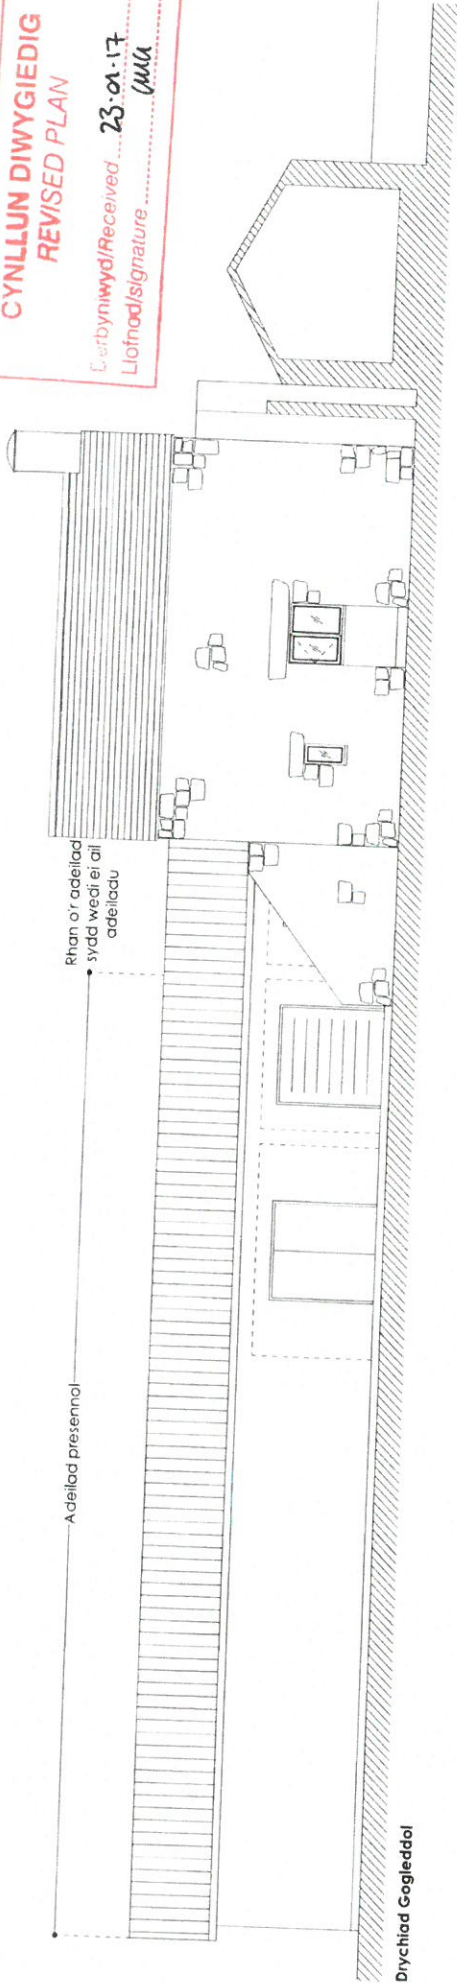 CYNLLUN DIWYGIEDIG
REVISED PLAN
Derbyniwyd/Received 23.01.17
Llofnod/signature
Rhan o'r adeilad
sydd wedi ei ail
adeiladu
Adeilad presennol
Drychiad Gogleddol